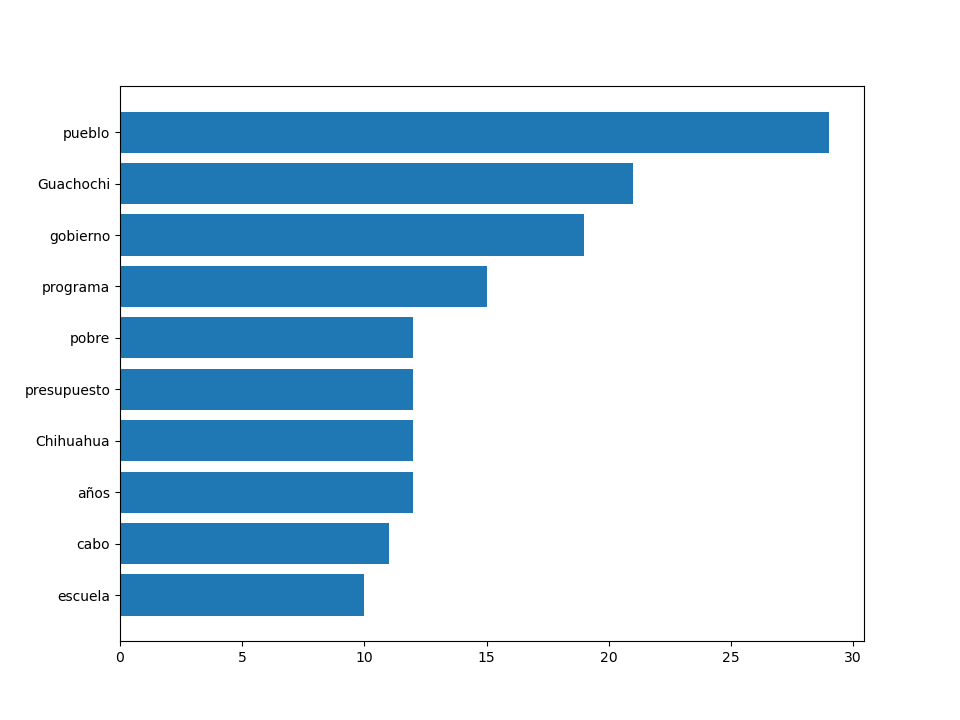 pueblo
Guachochi
gobierno
programa
pobre
presupuesto
Chihuahua
años
cabo
escuela
0 5 10 15 20 25 30